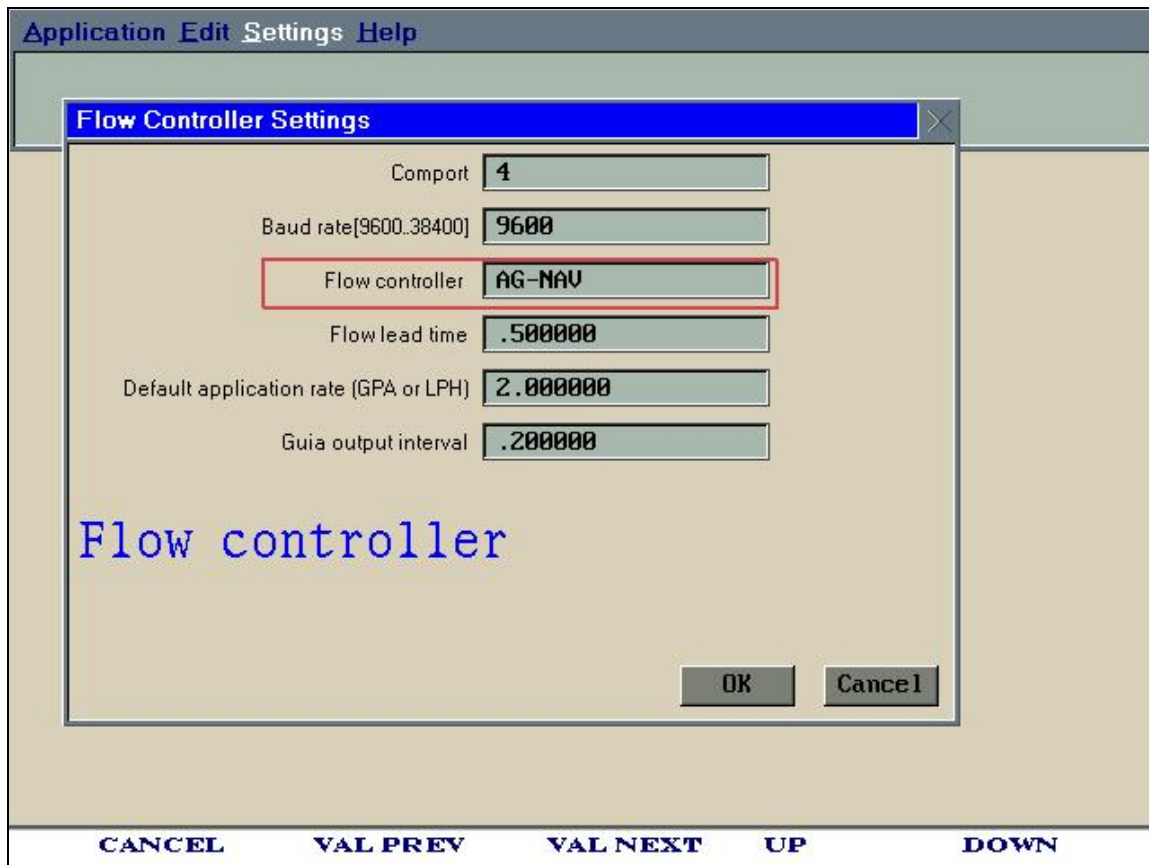 Application Edit Settings Help
Flow Controller Settings
Comport 4
Baud rate[9600..38400] 9600
Flow controller AG-NAV
Flow lead time .500000
Default application rate (GPA or LPH) 2.000000
Guia output interval .200000
Flow controller
OK Cancel
CANCEL VAL PREV VAL NEXT UP DOWN